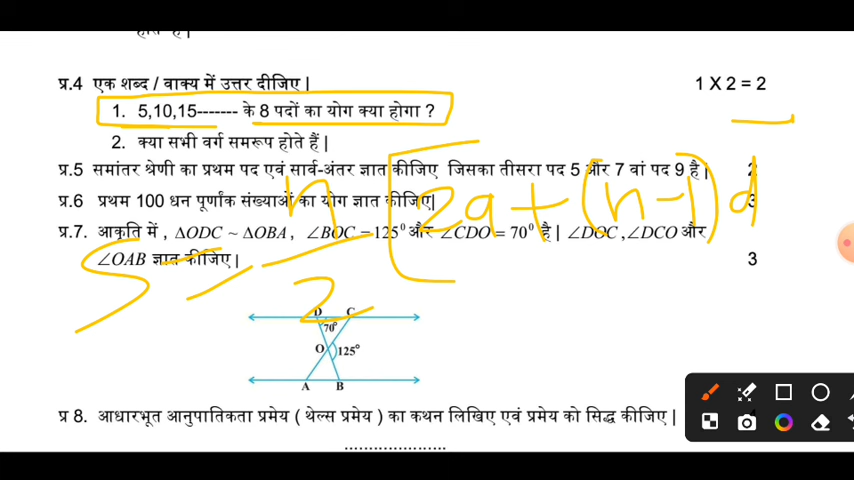 प्र.4 एक शब्द / वाक्य में उत्तर दीजिए | 1 X 2 = 2
1. 5,10,15------- के 8 पदों का योग क्या होगा ?
2. क्या सभी वर्ग समरूप होते हैं |
प्र.5 समांतर श्रेणी का प्रथम पद एवं सार्व-अंतर ज्ञात कीजिए जिसका तीसरा पद 5 और 7 वां पद 9 है | 2
प्र.6 प्रथम 100 धन पूर्णांक संख्याओं का योग ज्ञात कीजिए| 3
S = n/2 [2a + (n-1)d
प्र.7. आकृति में , ΔODC ~ ΔOBA, ∠BOC =125⁰ और ∠CDO = 70⁰ है | ∠DOC ,∠DCO और
∠OAB ज्ञात कीजिए | 3
D C
70⁰
O 125°
A B
प्र 8. आधारभूत आनुपातिकता प्रमेय ( थेल्स प्रमेय ) का कथन लिखिए एवं प्रमेय को सिद्ध कीजिए |
......................